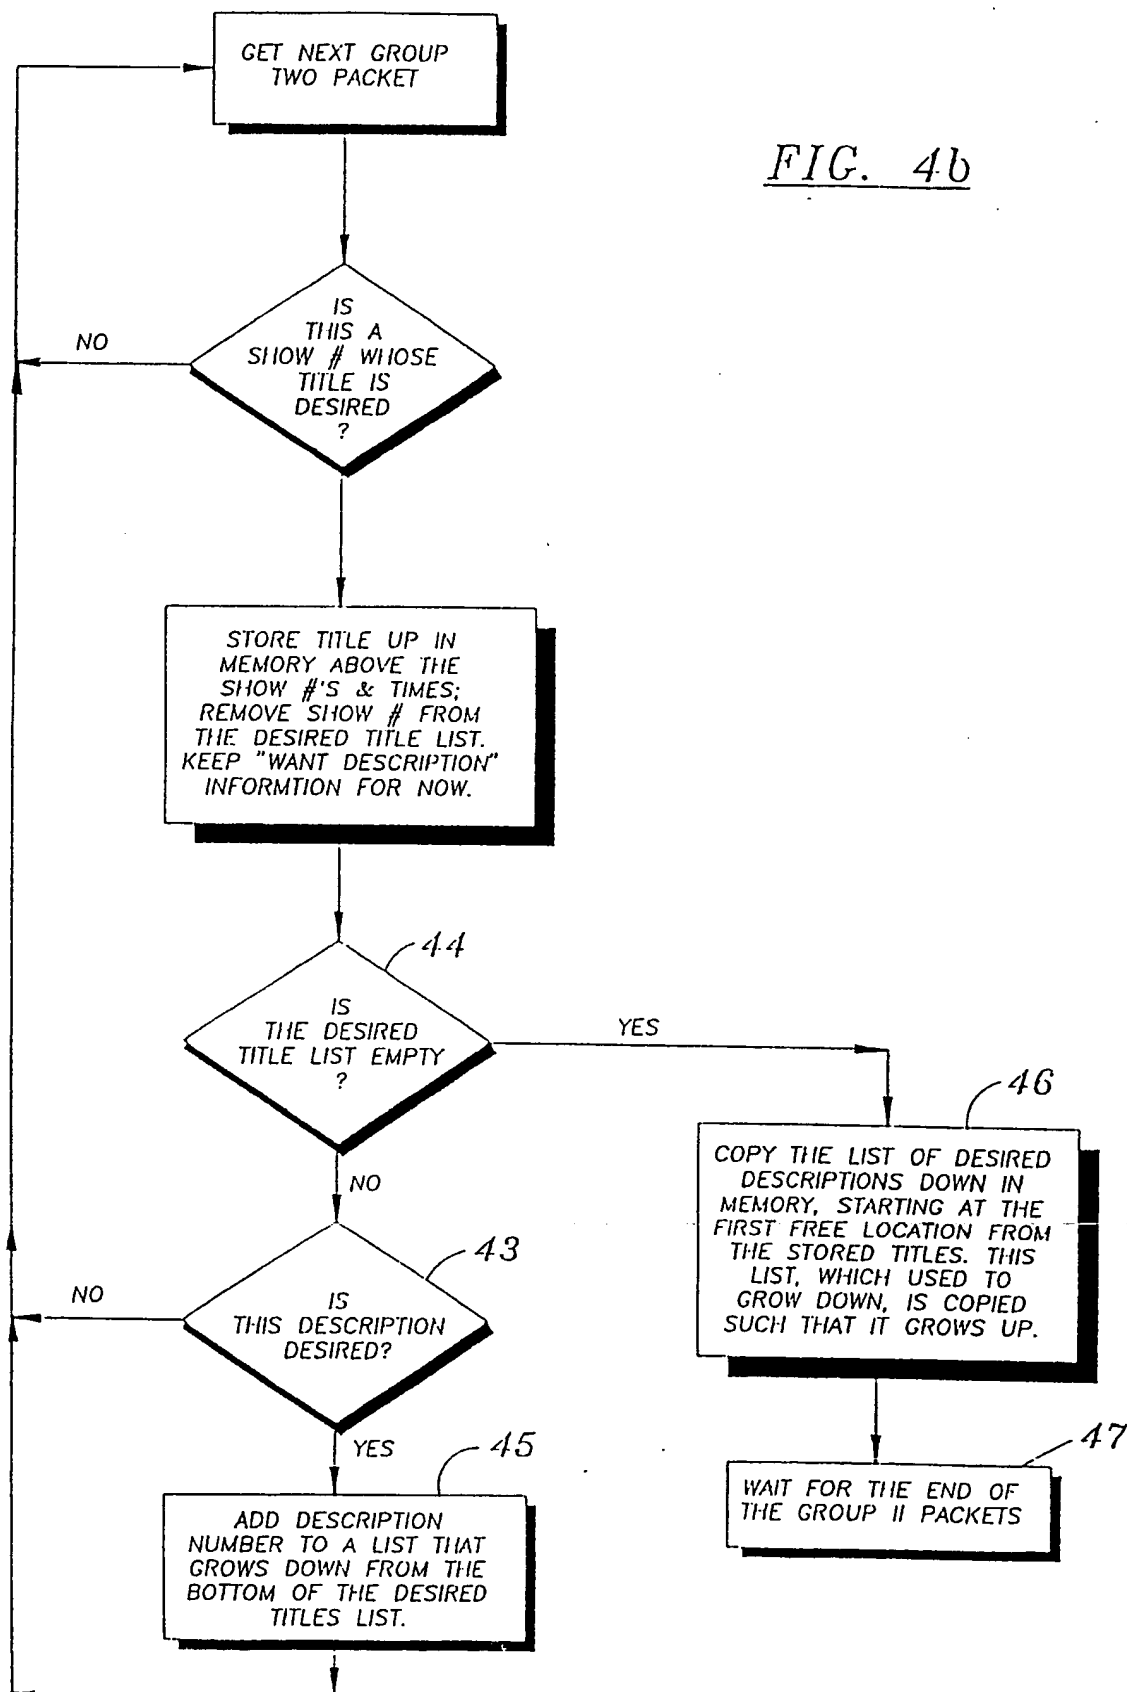 GET NEXT GROUP
TWO PACKET
FIG. 4b
IS
THIS A
SHOW # WHOSE
TITLE IS
DESIRED
?
NO
STORE TITLE UP IN
MEMORY ABOVE THE
SHOW #'S & TIMES;
REMOVE SHOW # FROM
THE DESIRED TITLE LIST.
KEEP "WANT DESCRIPTION"
INFORMTION FOR NOW.
44
IS
THE DESIRED
TITLE LIST EMPTY
?
YES
NO
46
COPY THE LIST OF DESIRED
DESCRIPTIONS DOWN IN
MEMORY, STARTING AT THE
FIRST FREE LOCATION FROM
THE STORED TITLES. THIS
LIST, WHICH USED TO
GROW DOWN, IS COPIED
SUCH THAT IT GROWS UP.
43
IS
THIS DESCRIPTION
DESIRED?
NO
YES
45
ADD DESCRIPTION
NUMBER TO A LIST THAT
GROWS DOWN FROM THE
BOTTOM OF THE DESIRED
TITLES LIST.
47
WAIT FOR THE END OF
THE GROUP II PACKETS